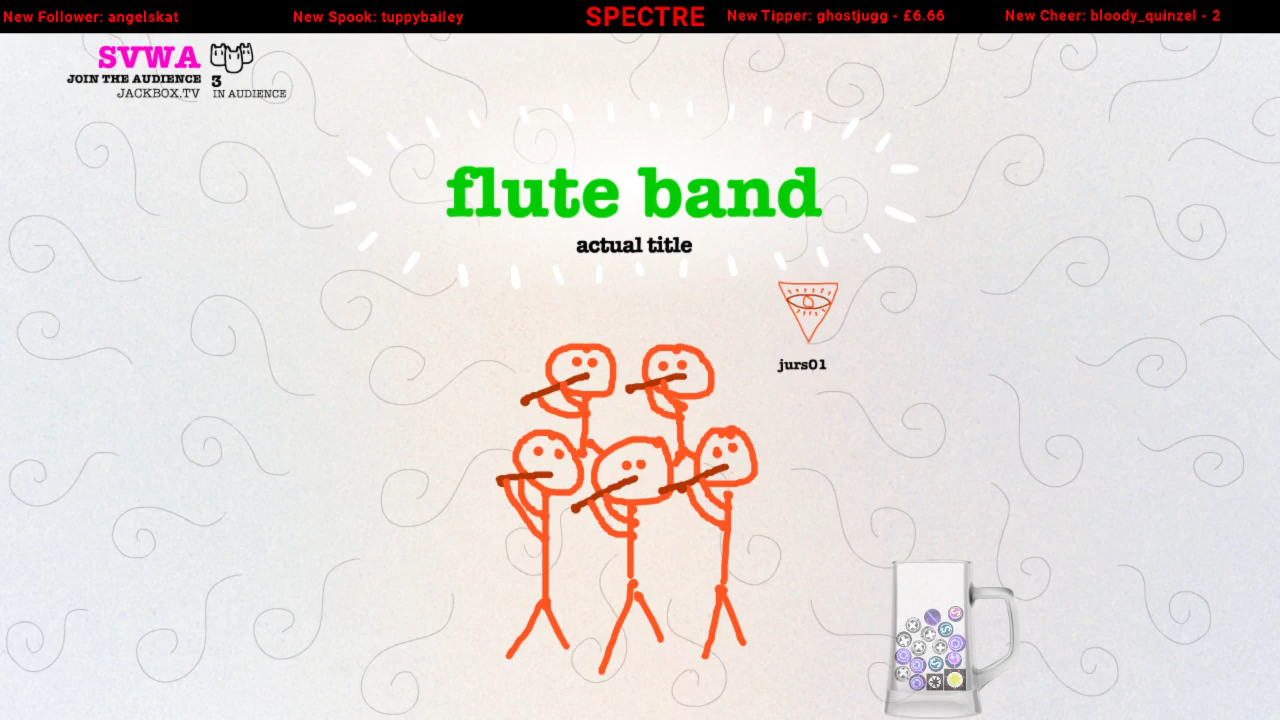 New Follower: angelskat
New Spook: tuppybailey
SPECTRE
New Tipper: ghostjugg - £6.66
New Cheer: bloody_quinzel - 2
SVWA
JOIN THE AUDIENCE
JACKBOX.TV
3
IN AUDIENCE
flute band
actual title
jurs01